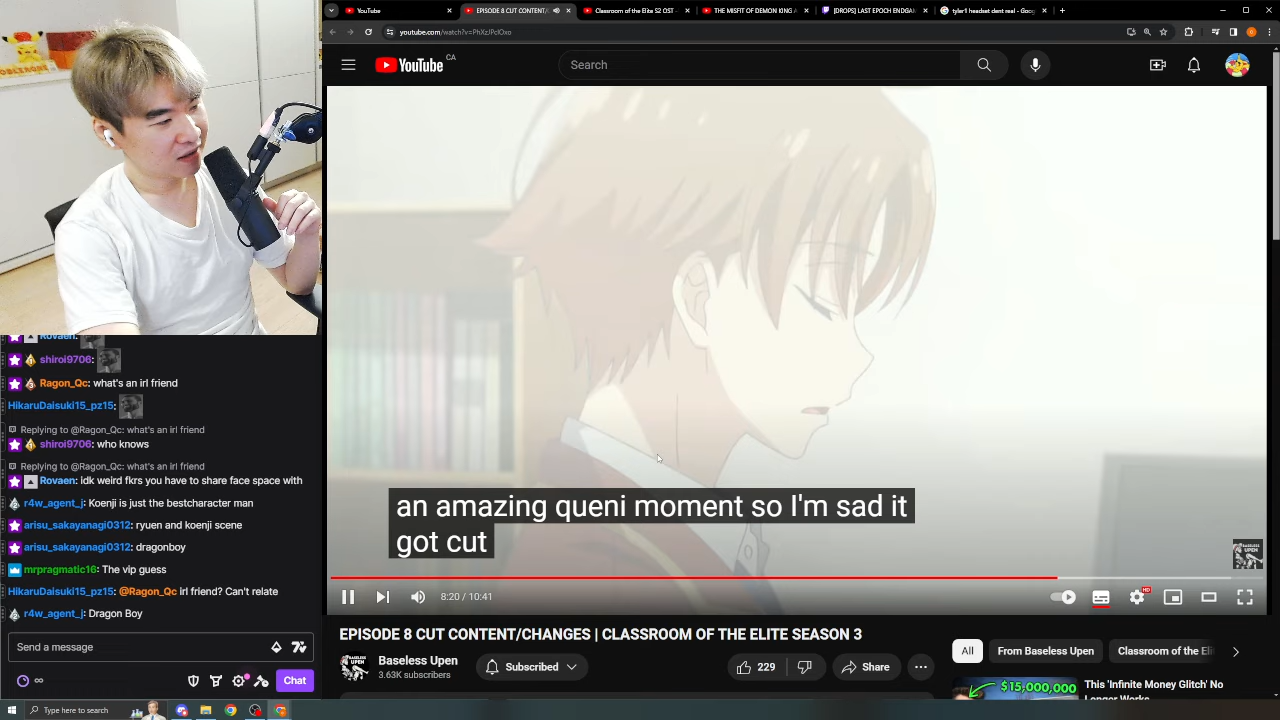 YouTube
EPISODE 8 CUT CONTENT/
Classroom of the Elite S2 OST -
THE MISFIT OF DEMON KING A
[DROPS] LAST EPOCH ENDGAM
tyler1 headset dent real - Goog
youtube.com/watch?v=PhXzJPclOxo
YouTube CA
Search
an amazing queni moment so I'm sad it
got cut
BASELESS
UPEN
8:20 / 10:41
HD
EPISODE 8 CUT CONTENT/CHANGES | CLASSROOM OF THE ELITE SEASON 3
Baseless Upen
3.63K subscribers
Subscribed
229
Share
All
From Baseless Upen
Classroom of the Eli
$15,000,000
This 'Infinite Money Glitch' No
Longer Works
Rovaen:
shiroi9706:
Ragon_Qc: what's an irl friend
HikaruDaisuki15_pz15:
Replying to @Ragon_Qc: what's an irl friend
shiroi9706: who knows
Replying to @Ragon_Qc: what's an irl friend
Rovaen: idk weird fkrs you have to share face space with
r4w_agent_j: Koenji is just the bestcharacter man
arisu_sakayanagi0312: ryuen and koenji scene
arisu_sakayanagi0312: dragonboy
mrpragmatic16: The vip guess
HikaruDaisuki15_pz15: @Ragon_Qc irl friend? Can't relate
r4w_agent_j: Dragon Boy
Send a message
∞
Chat
Type here to search